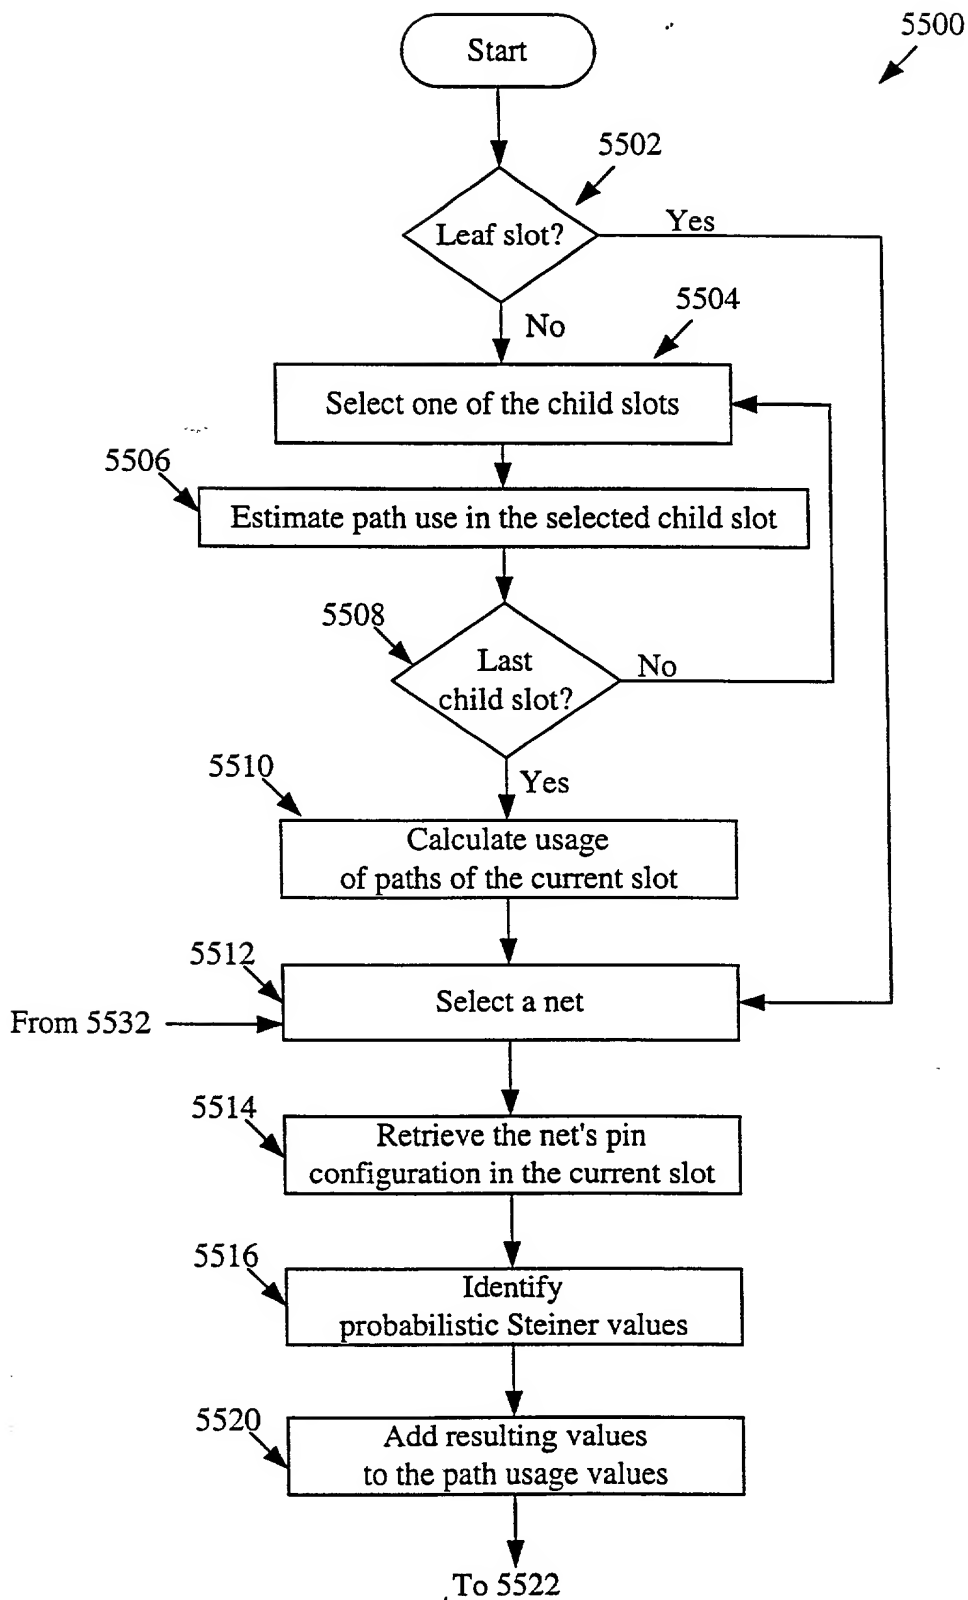 5500
Start
5502
Leaf slot?
Yes
No
5504
Select one of the child slots
5506
Estimate path use in the selected child slot
5508
Last
child slot?
No
5510
Yes
Calculate usage
of paths of the current slot
5512
Select a net
From 5532
5514
Retrieve the net's pin
configuration in the current slot
5516
Identify
probabilistic Steiner values
5520
Add resulting values
to the path usage values
To 5522